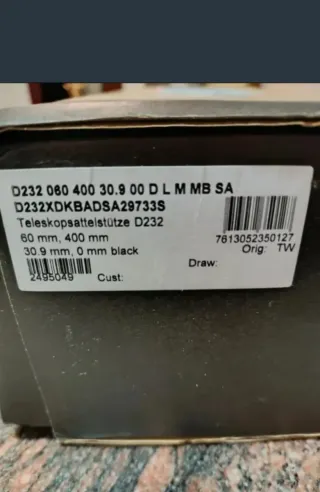 D232 060 400 30.9 00 D L M MB SA
D232XDKBADSA29733S
Teleskopsattelstütze D232
60 mm, 400 mm
30.9 mm, 0 mm black
7613052350127
Orig: TW
Draw:
2495049
Cust: